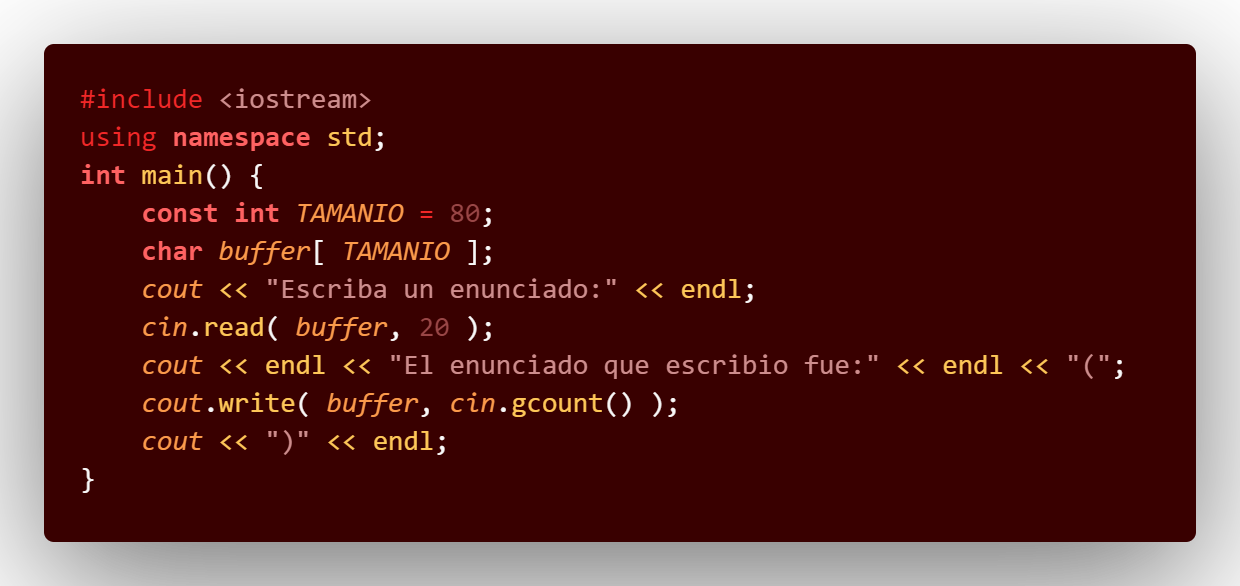 #include <iostream>
using namespace std;
int main() {
    const int TAMANIO = 80;
    char buffer[ TAMANIO ];
    cout << "Escriba un enunciado:" << endl;
    cin.read( buffer, 20 );
    cout << endl << "El enunciado que escribio fue:" << endl << "(";
    cout.write( buffer, cin.gcount() );
    cout << ")" << endl;
}